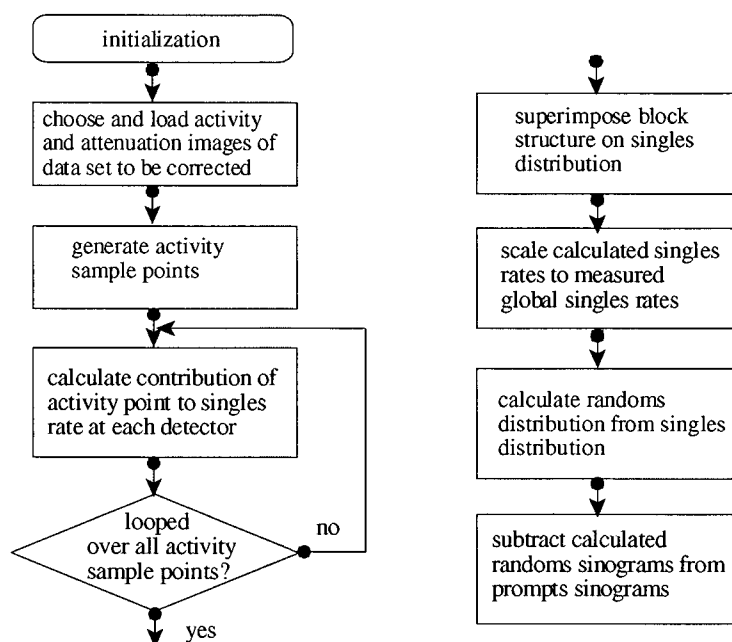 initialization
choose and load activity
and attenuation images of
data set to be corrected
generate activity
sample points
calculate contribution of
activity point to singles
rate at each detector
looped
over all activity
sample points?
no
yes
superimpose block
structure on singles
distribution
scale calculated singles
rates to measured
global singles rates
calculate randoms
distribution from singles
distribution
subtract calculated
randoms sinograms from
prompts sinograms